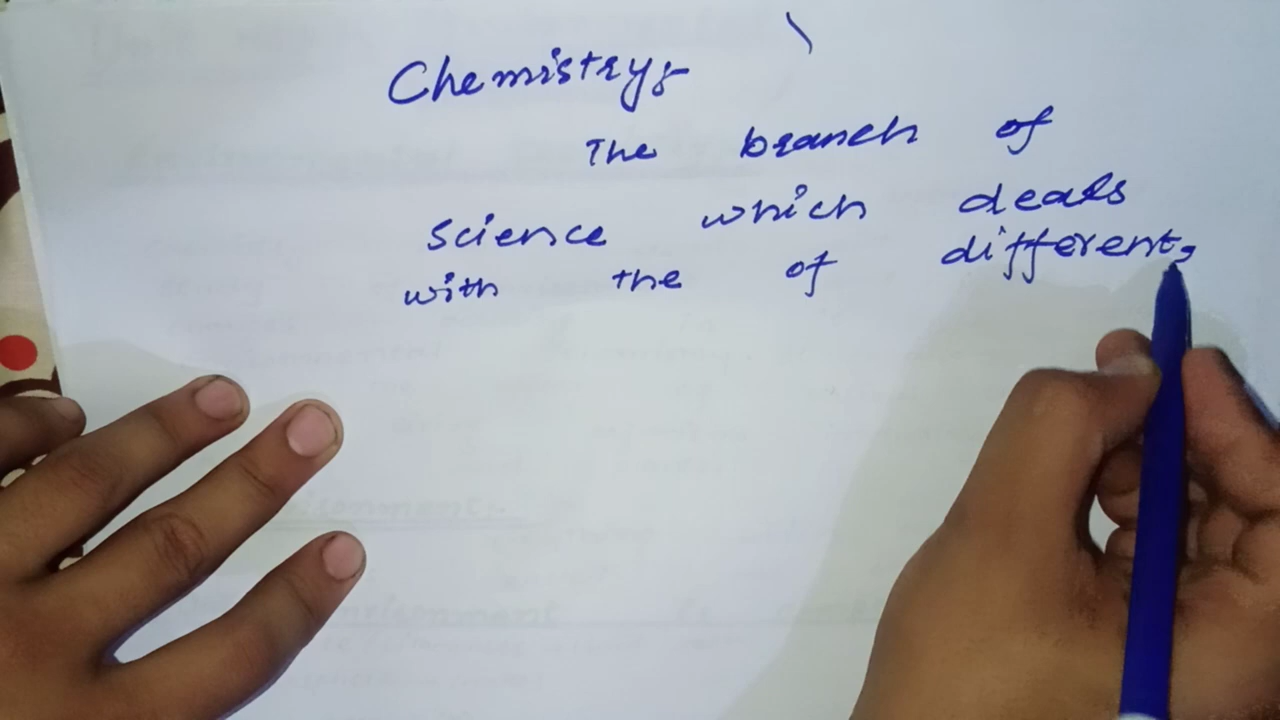 Chemistry:
The branch of
science which deals
with the of different,